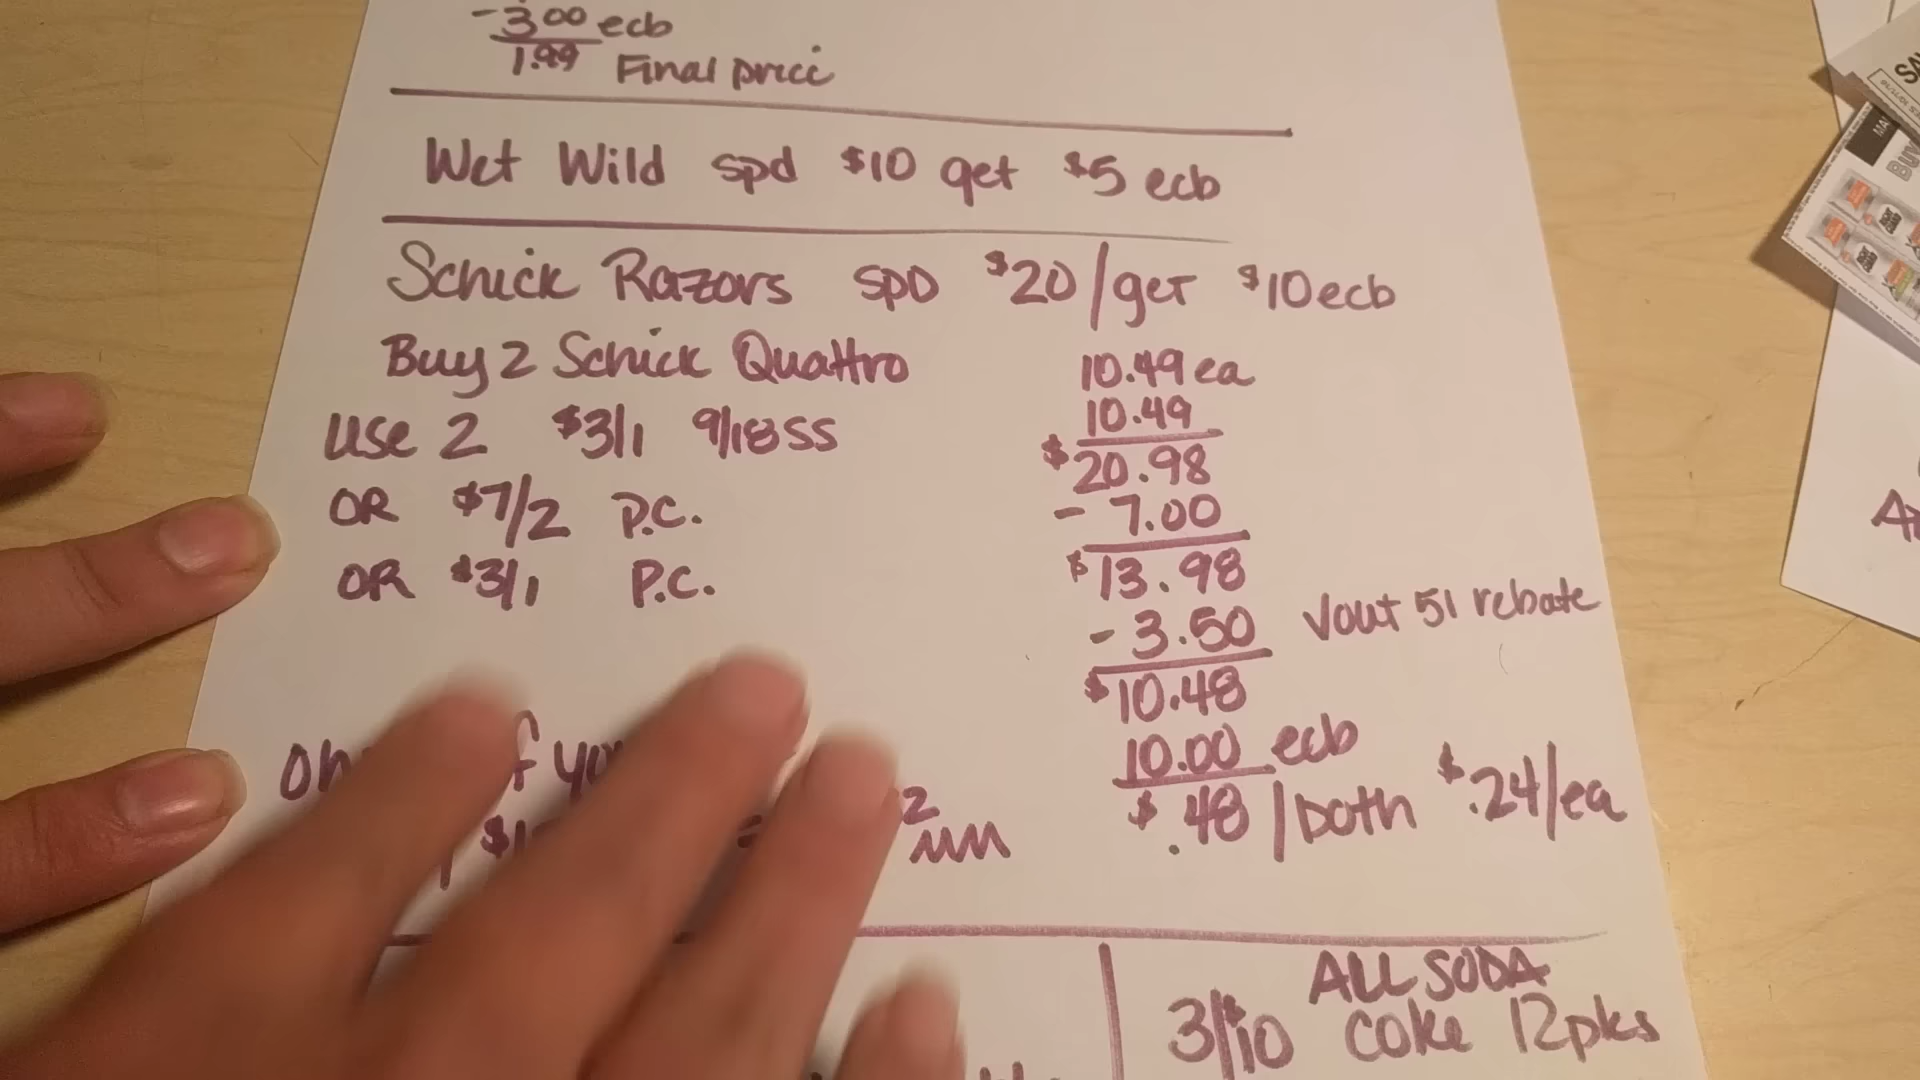 -3.00 ecb
1.99 Final price
Wet Wild spd $10 get $5 ecb
Schick Razors SPD $20/get $10 ecb
Buy 2 Schick Quattro
10.49 ea
10.49
Use 2 $3/1 9/18 SS
$20.98
OR $7/2 P.C.
- 7.00
$13.98
OR $3/1 P.C.
- 3.50 Vout 51 rebate
$10.48
10.00 ecb
$.48 / both $.24/ea
2
ALL SODA
3/$10 Coke 12pks
SA
BUY